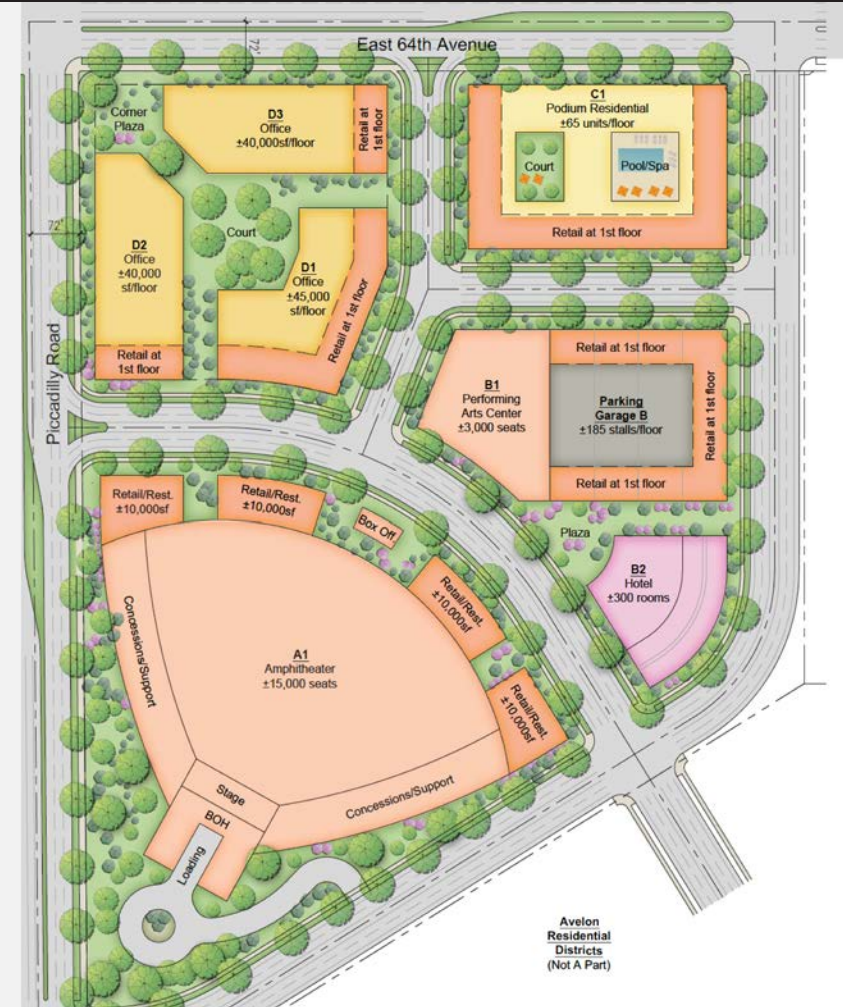 East 64th Avenue
72'
Corner
Plaza
D3
Office
±40,000sf/floor
Retail at
1st floor
C1
Podium Residential
±65 units/floor
Court
Pool/Spa
Retail at 1st floor
72'
D2
Office
±40,000
sf/floor
Retail at
1st floor
Court
D1
Office
±45,000
sf/floor
Retail at 1st floor
Piccadilly Road
B1
Performing
Arts Center
±3,000 seats
Retail at 1st floor
Parking
Garage B
±185 stalls/floor
Retail at 1st floor
Retail at 1st floor
Retail/Rest.
±10,000sf
Retail/Rest.
±10,000sf
Box Off
Plaza
B2
Hotel
±300 rooms
Retail/Rest.
±10,000sf
Retail/Rest.
±10,000sf
Concessions/Support
A1
Amphitheater
±15,000 seats
Concessions/Support
Stage
BOH
Loading
Avelon
Residential
Districts
(Not A Part)